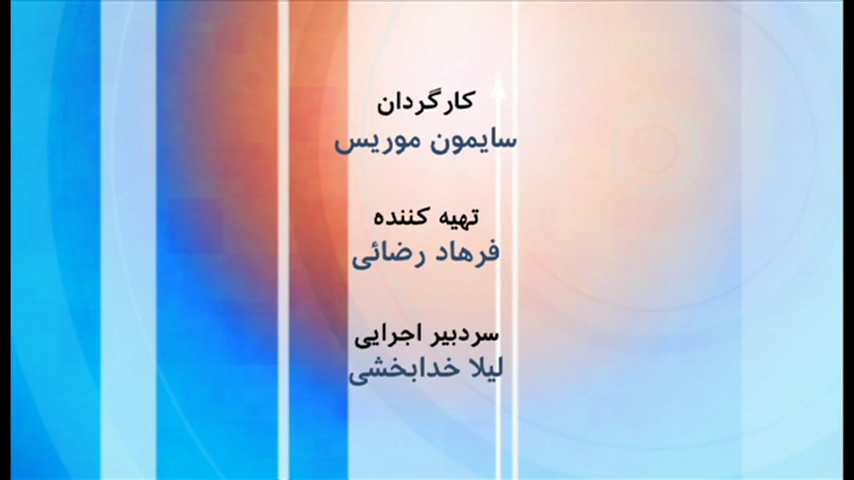 کارگردان
سایمون موریس
تهیه کننده
فرهاد رضائی
سردبیر اجرایی
لیلا خدابخشی